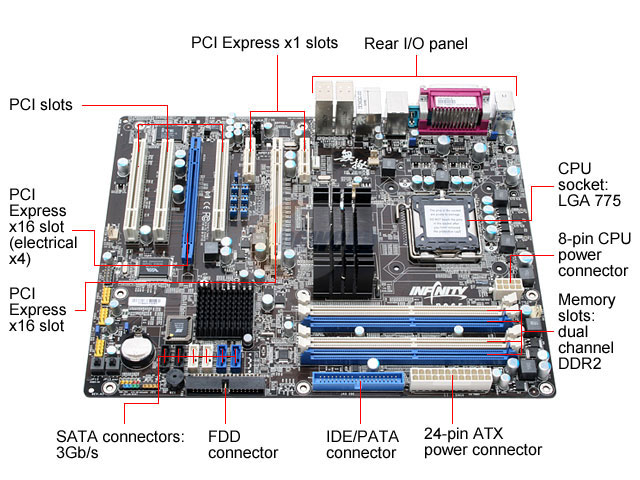 PCI Express x1 slots
Rear I/O panel
PCI slots
CPU
socket:
LGA 775
PCI
Express
x16 slot
(electrical
x4)
8-pin CPU
power
connector
PCI
Express
x16 slot
INFINITY
Memory
slots:
dual
channel
DDR2
SATA connectors:
3Gb/s
FDD
connector
IDE/PATA
connector
24-pin ATX
power connector